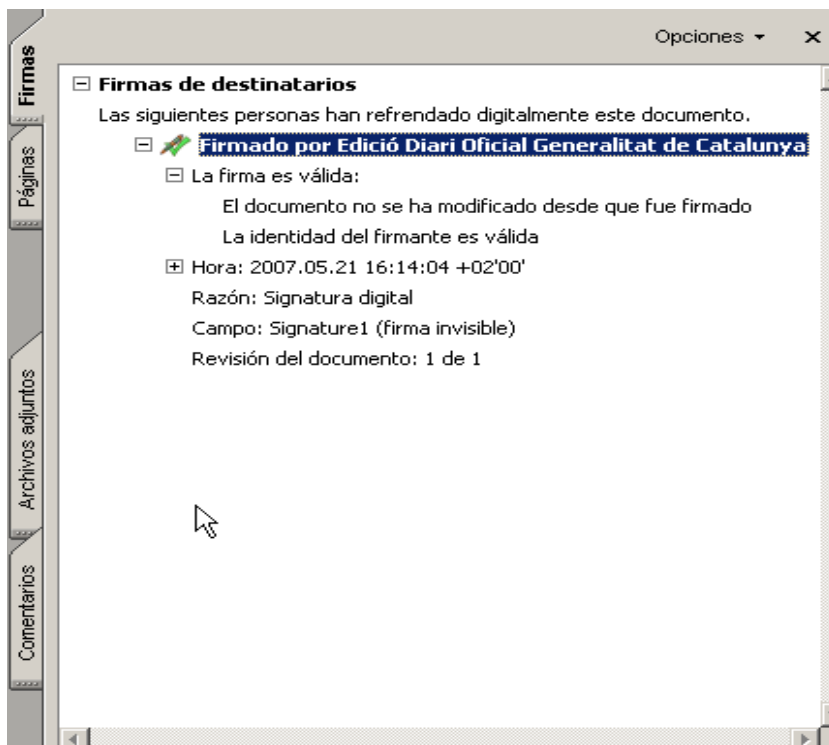 Opciones
Firmas
Páginas
Archivos adjuntos
Comentarios
Firmas de destinatarios
Las siguientes personas han refrendado digitalmente este documento.
Firmado por Edició Diari Oficial Generalitat de Catalunya
La firma es válida:
El documento no se ha modificado desde que fue firmado
La identidad del firmante es válida
Hora: 2007.05.21 16:14:04 +02'00'
Razón: Signatura digital
Campo: Signature1 (firma invisible)
Revisión del documento: 1 de 1